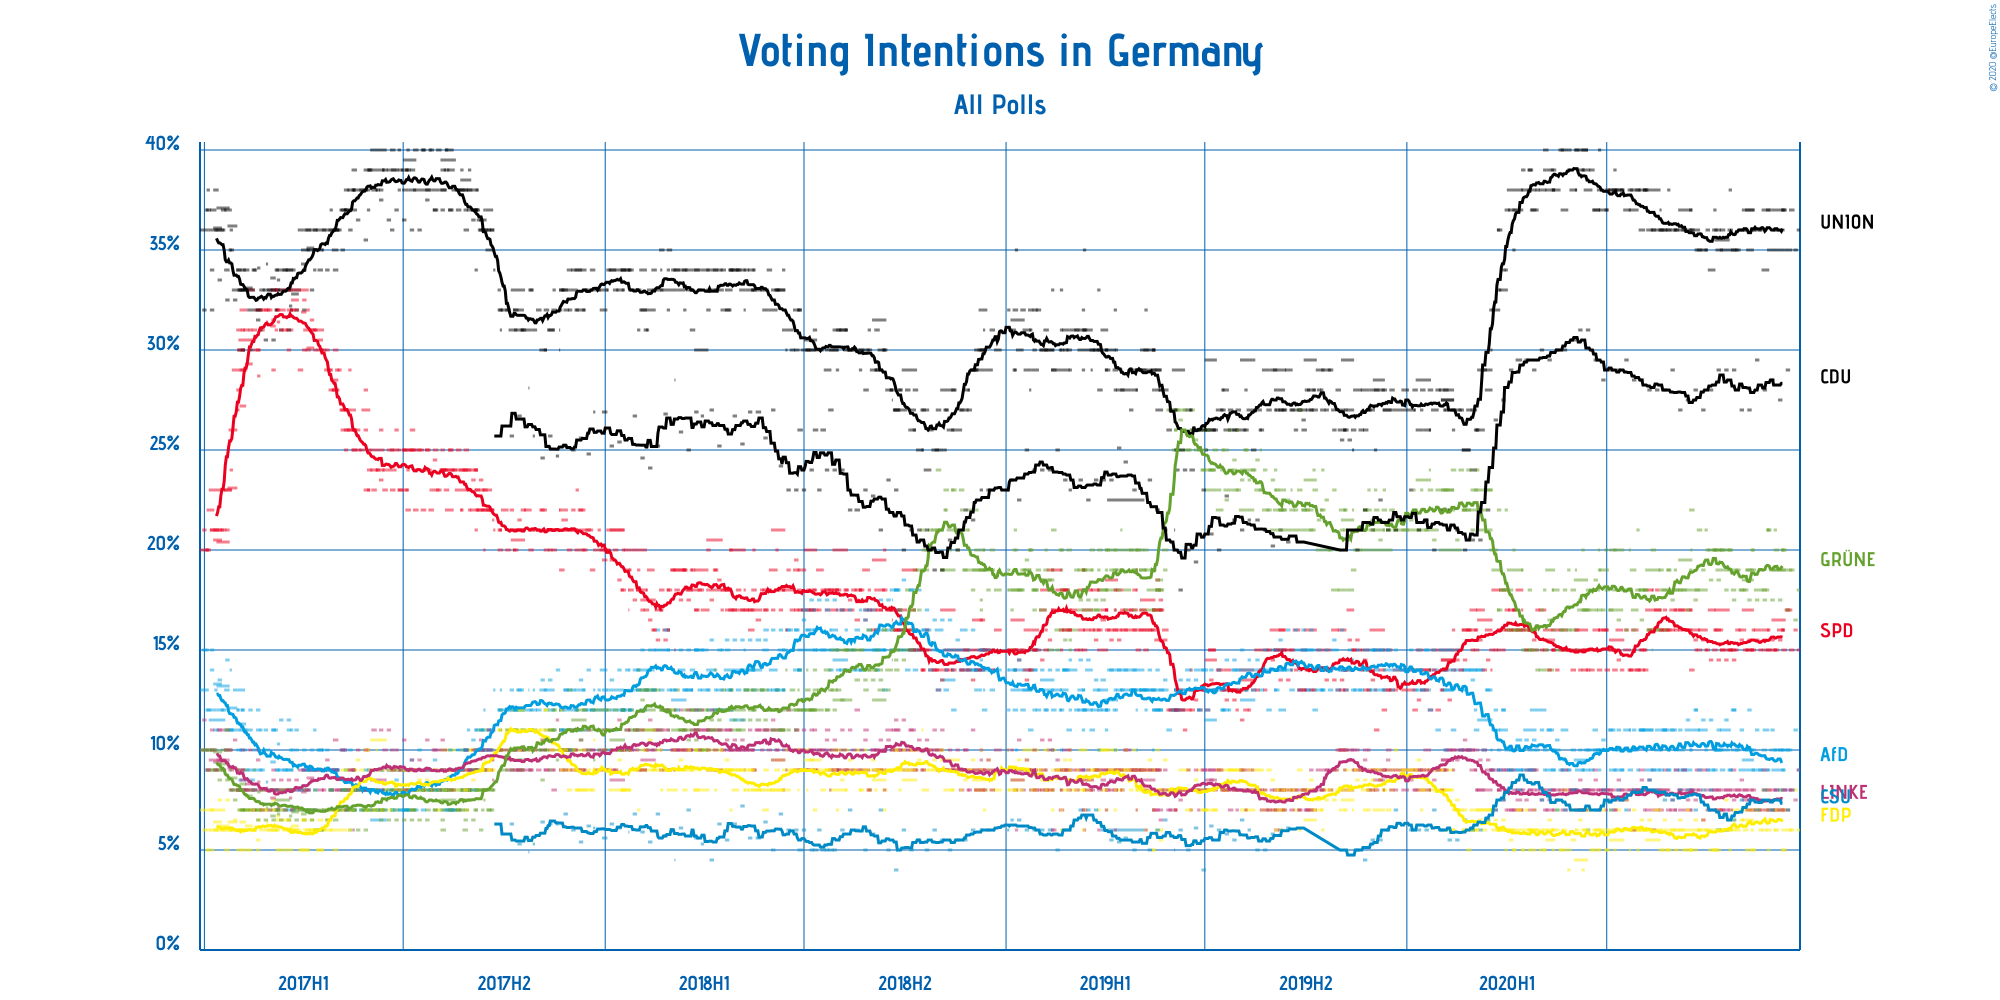 © 2020 @EuropeElects
Voting Intentions in Germany
All Polls
40%
35%
30%
25%
20%
15%
10%
5%
0%
UNION
CDU
GRÜNE
SPD
AfD
LINKE
CSU
FDP
2017H1
2017H2
2018H1
2018H2
2019H1
2019H2
2020H1